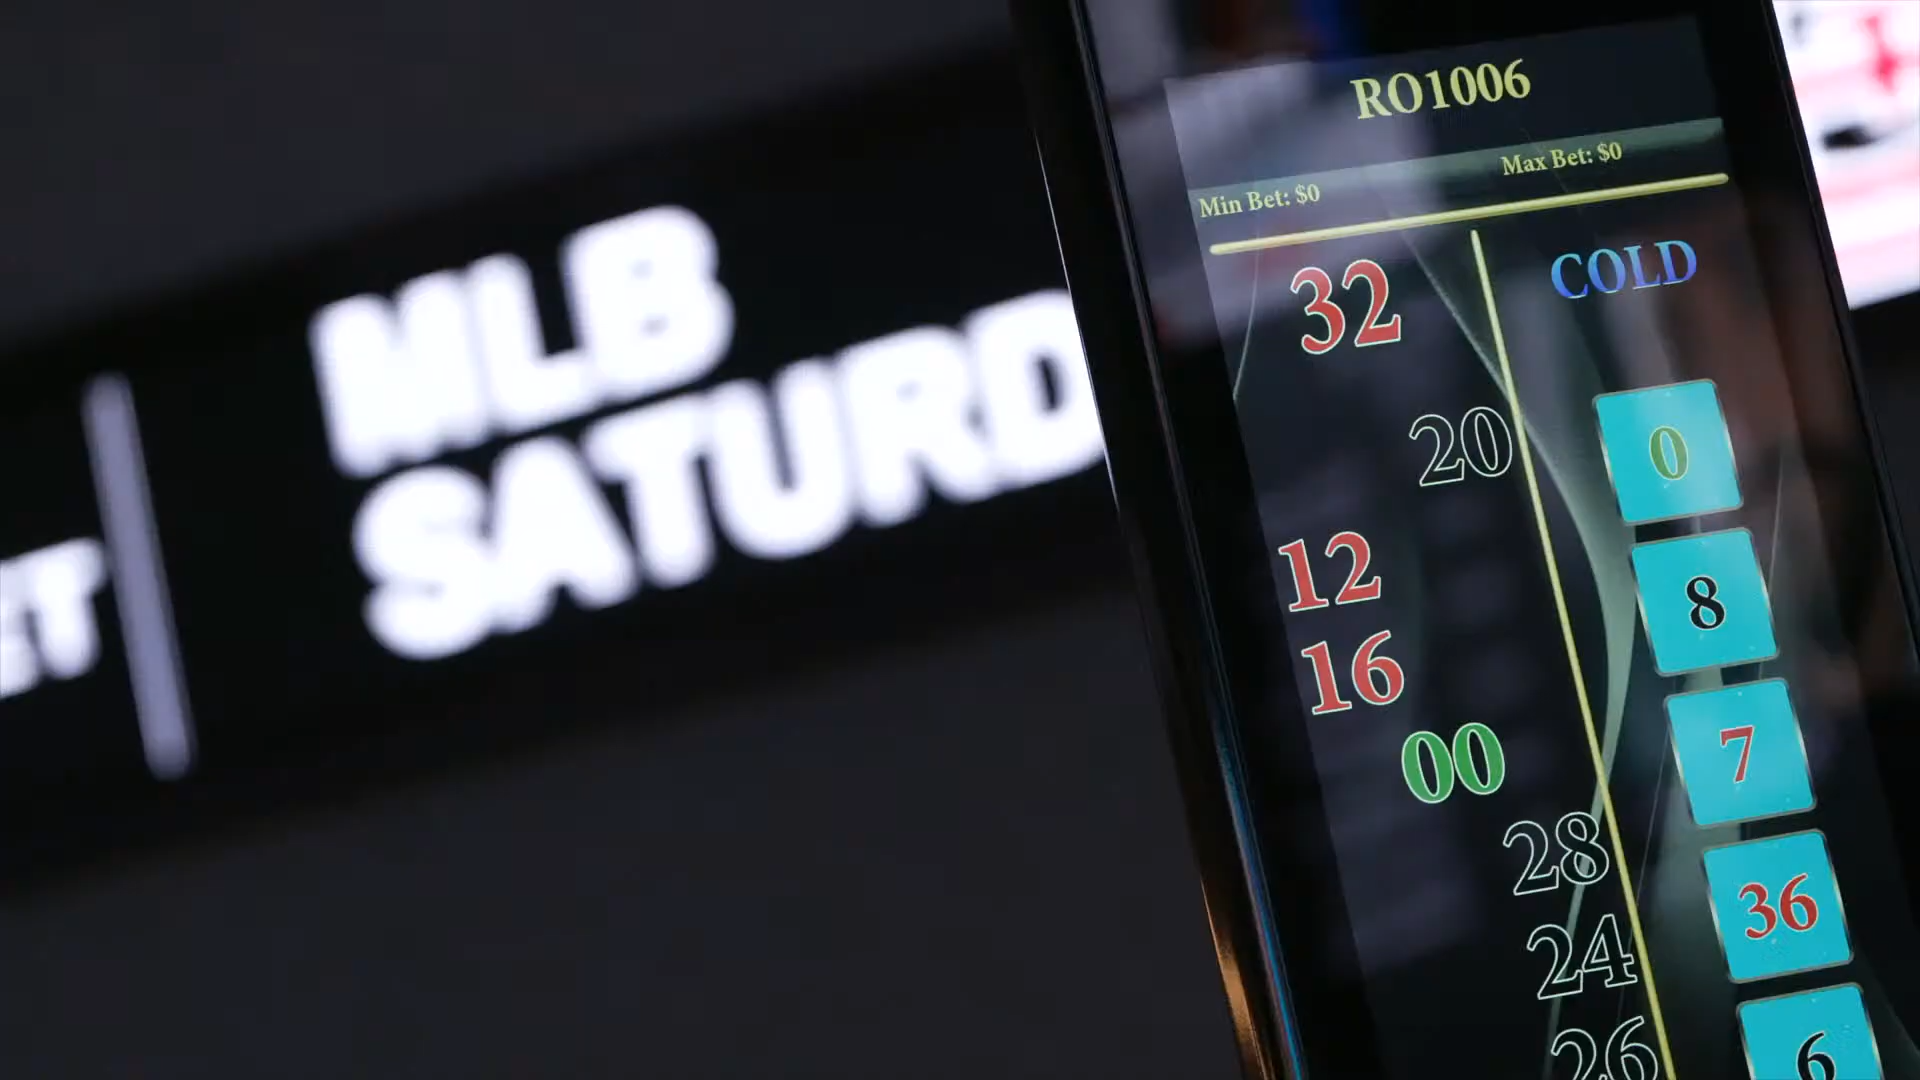 MLB
SATURD
RO1006
Min Bet: $0 Max Bet: $0
32 COLD
20 0
12 8
16
00 7
28
24 36
26 6